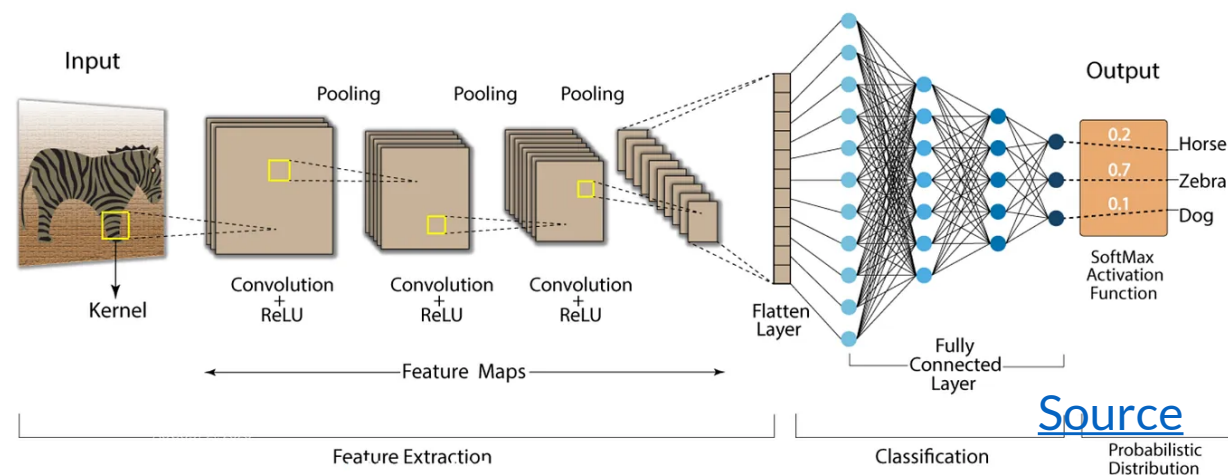 Input
Kernel
Pooling
Pooling
Pooling
Convolution
+
ReLU
Convolution
+
ReLU
Convolution
+
ReLU
Feature Maps
Flatten
Layer
Fully
Connected
Layer
Output
0.2
Horse
0.7
Zebra
0.1
Dog
SoftMax
Activation
Function
Source
Feature Extraction
Classification
Probabilistic
Distribution